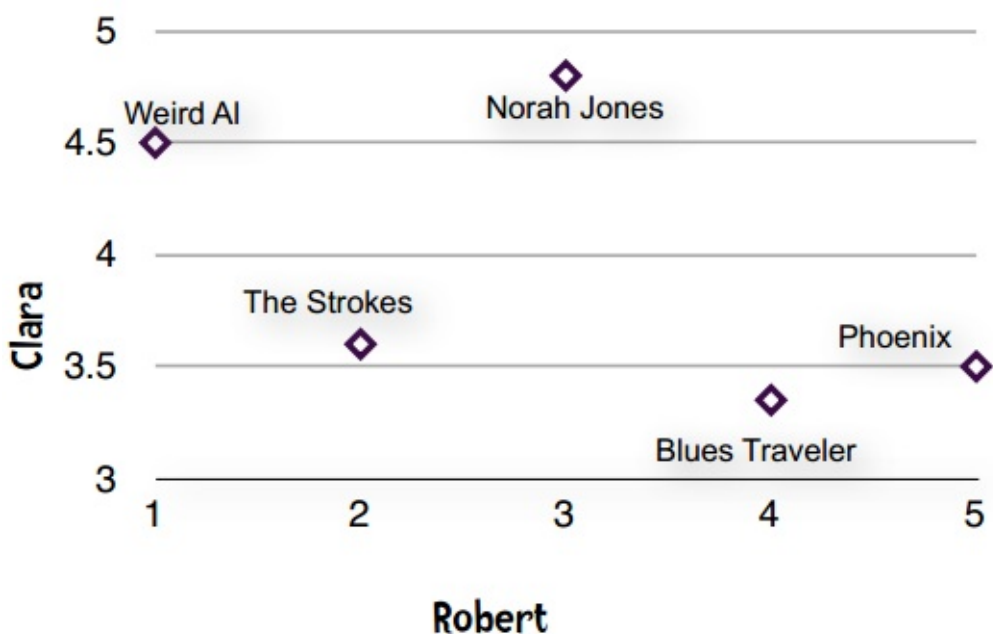 5
Weird Al
Norah Jones
4.5
4
The Strokes
Clara
Phoenix
3.5
Blues Traveler
3
1 2 3 4 5
Robert